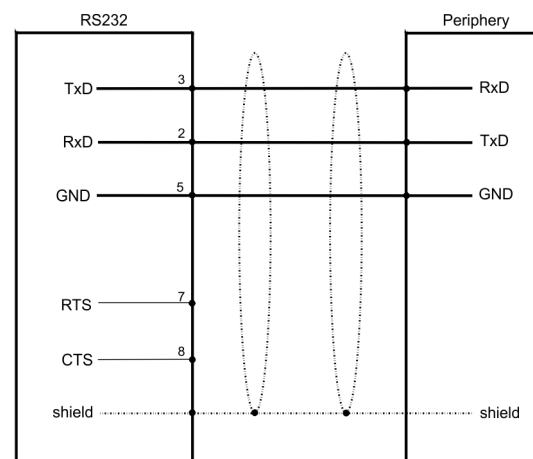 RS232 Periphery
TxD 3 RxD
RxD 2 TxD
GND 5 GND
RTS 7
CTS 8
shield shield